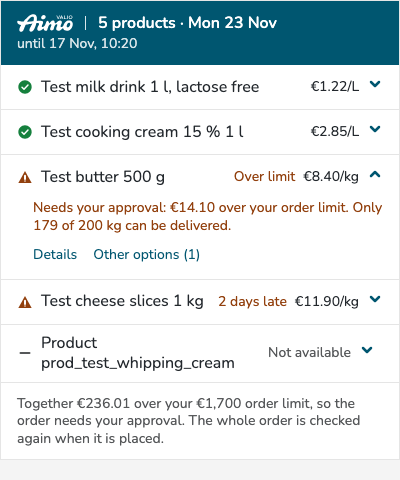 Aimo VALIO 5 products · Mon 23 Nov
until 17 Nov, 10:20
Test milk drink 1 l, lactose free €1.22/L
Test cooking cream 15 % 1 l €2.85/L
Test butter 500 g Over limit €8.40/kg
Needs your approval: €14.10 over your order limit. Only
179 of 200 kg can be delivered.
Details Other options (1)
Test cheese slices 1 kg 2 days late €11.90/kg
Product
prod_test_whipping_cream Not available
Together €236.01 over your €1,700 order limit, so the
order needs your approval. The whole order is checked
again when it is placed.